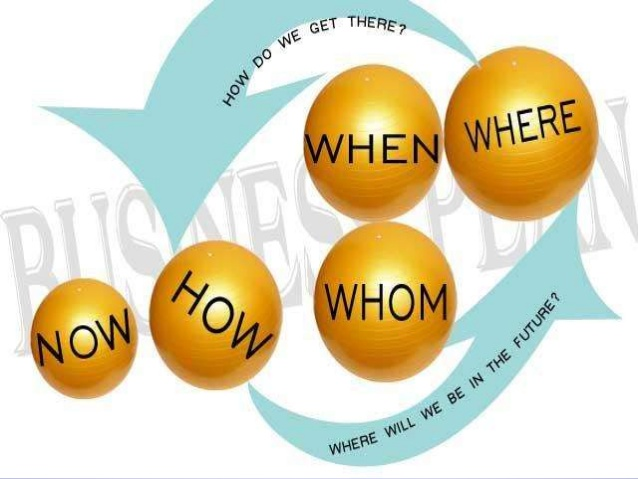 HOW DO WE GET THERE?
WHEN
WHERE
NOW
HOW
WHOM
WHERE WILL WE BE IN THE FUTURE?